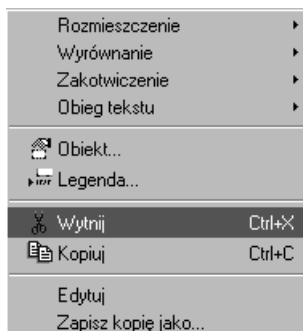 Rozmieszczenie
Wyrównanie
Zakotwiczenie
Obieg tekstu
Obiekt...
Legenda...
Wytnij Ctrl+X
Kopiuj Ctrl+C
Edytuj
Zapisz kopię jako...